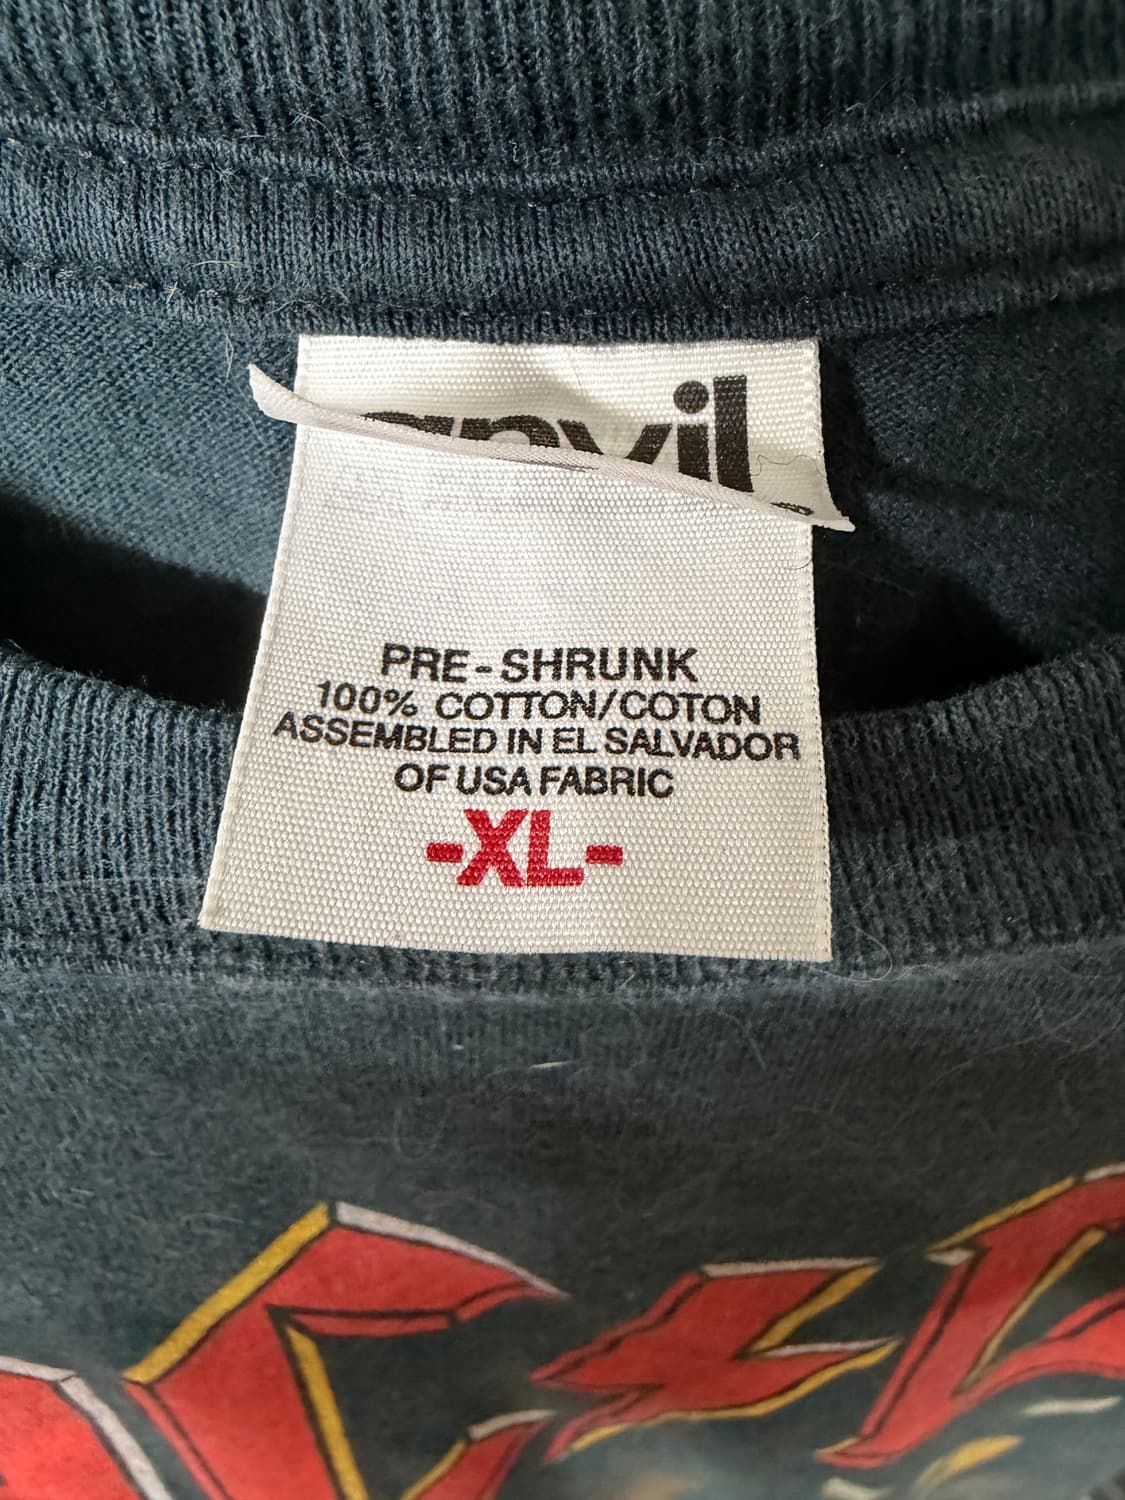 anvil
PRE-SHRUNK
100% COTTON/COTON
ASSEMBLED IN EL SALVADOR
OF USA FABRIC
-XL-